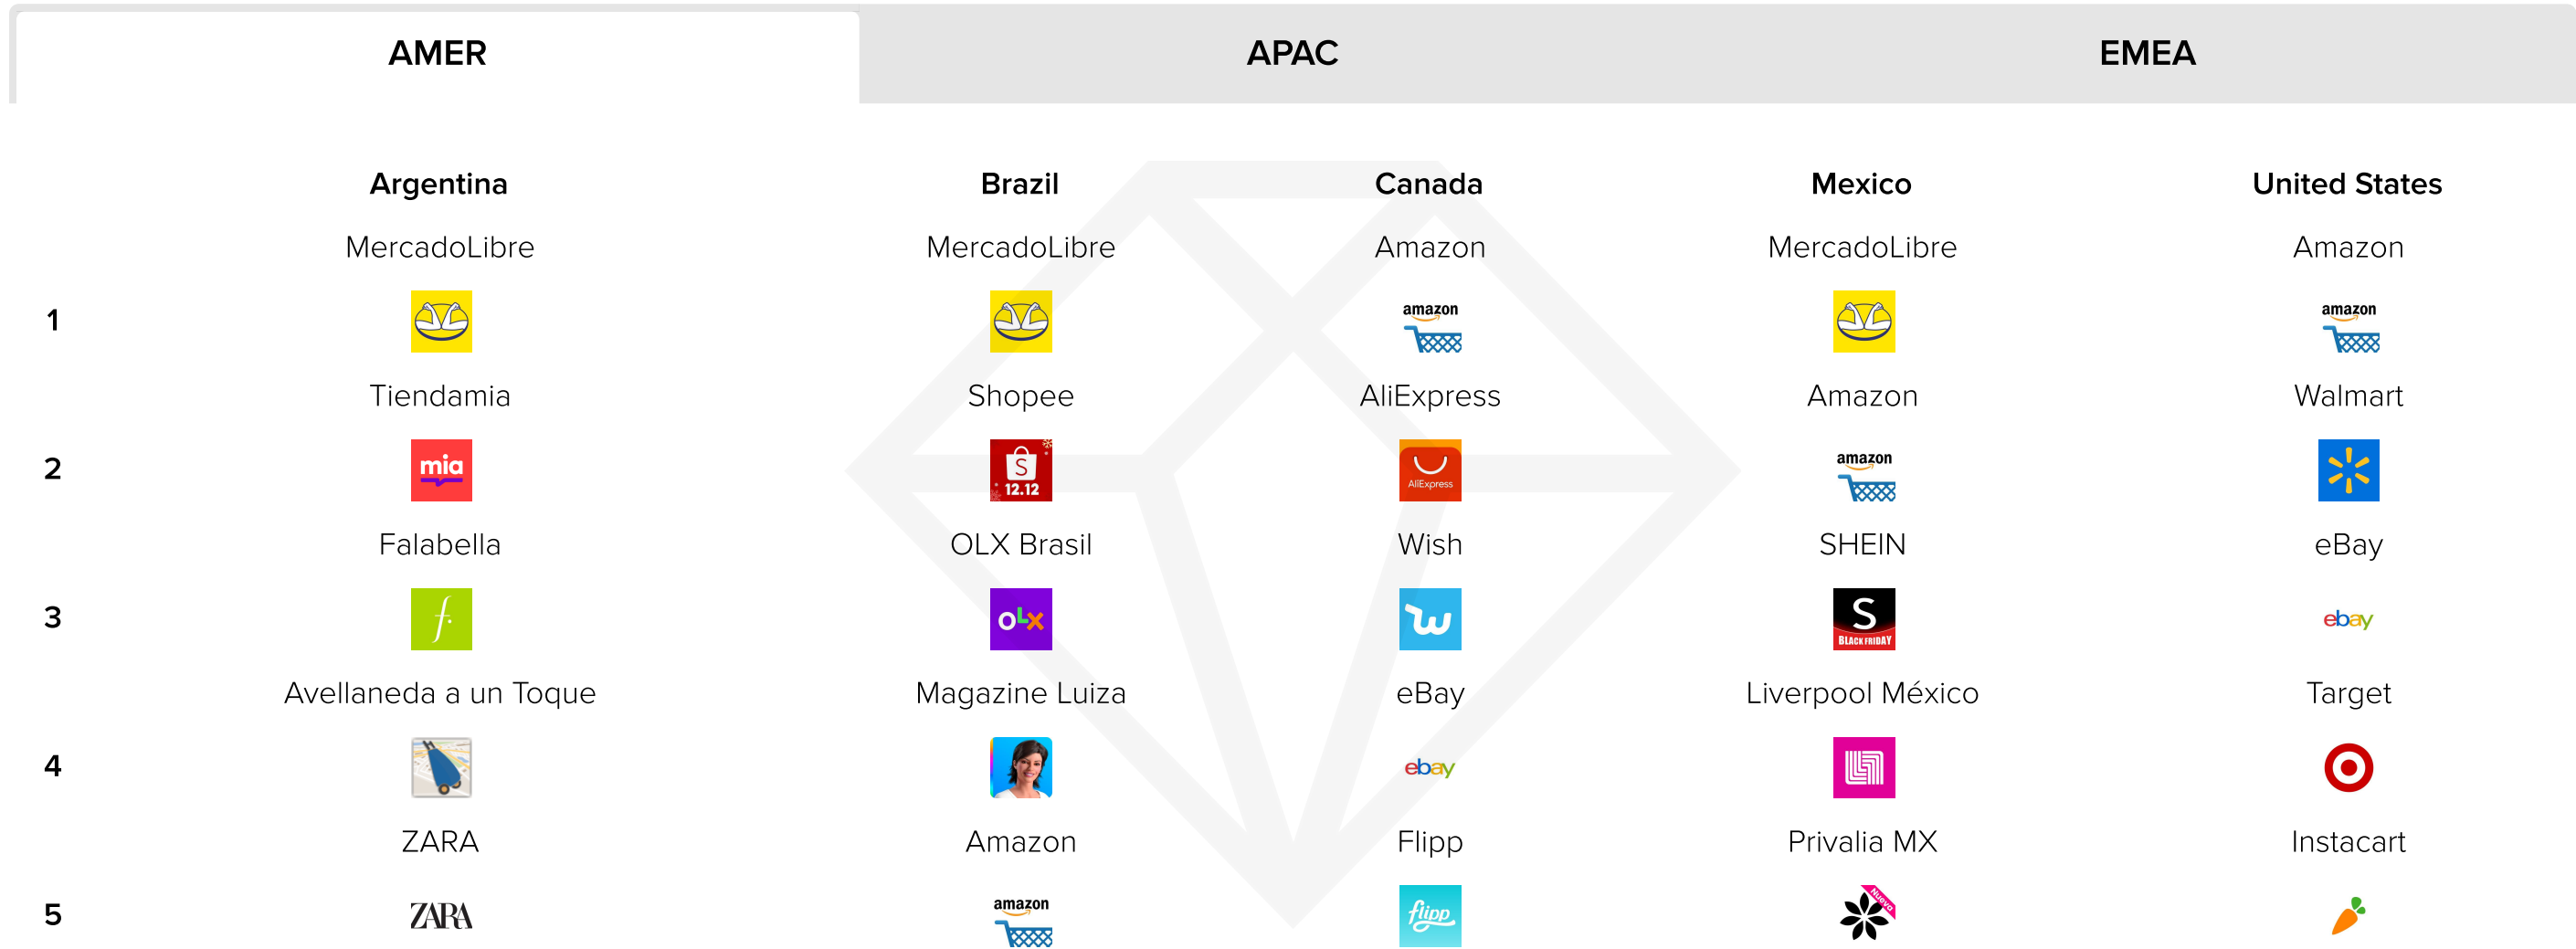 AMER APAC EMEA
Argentina Brazil Canada Mexico United States
MercadoLibre MercadoLibre Amazon MercadoLibre Amazon
1 amazon amazon
Tiendamia Shopee AliExpress Amazon Walmart
2 mia S 12.12 AliExpress amazon
Falabella OLX Brasil Wish SHEIN eBay
3 f. OLX w S BLACK FRIDAY ebay
Avellaneda a un Toque Magazine Luiza eBay Liverpool México Target
4 ebay
ZARA Amazon Flipp Privalia MX Instacart
5 ZARA amazon flipp Nueva